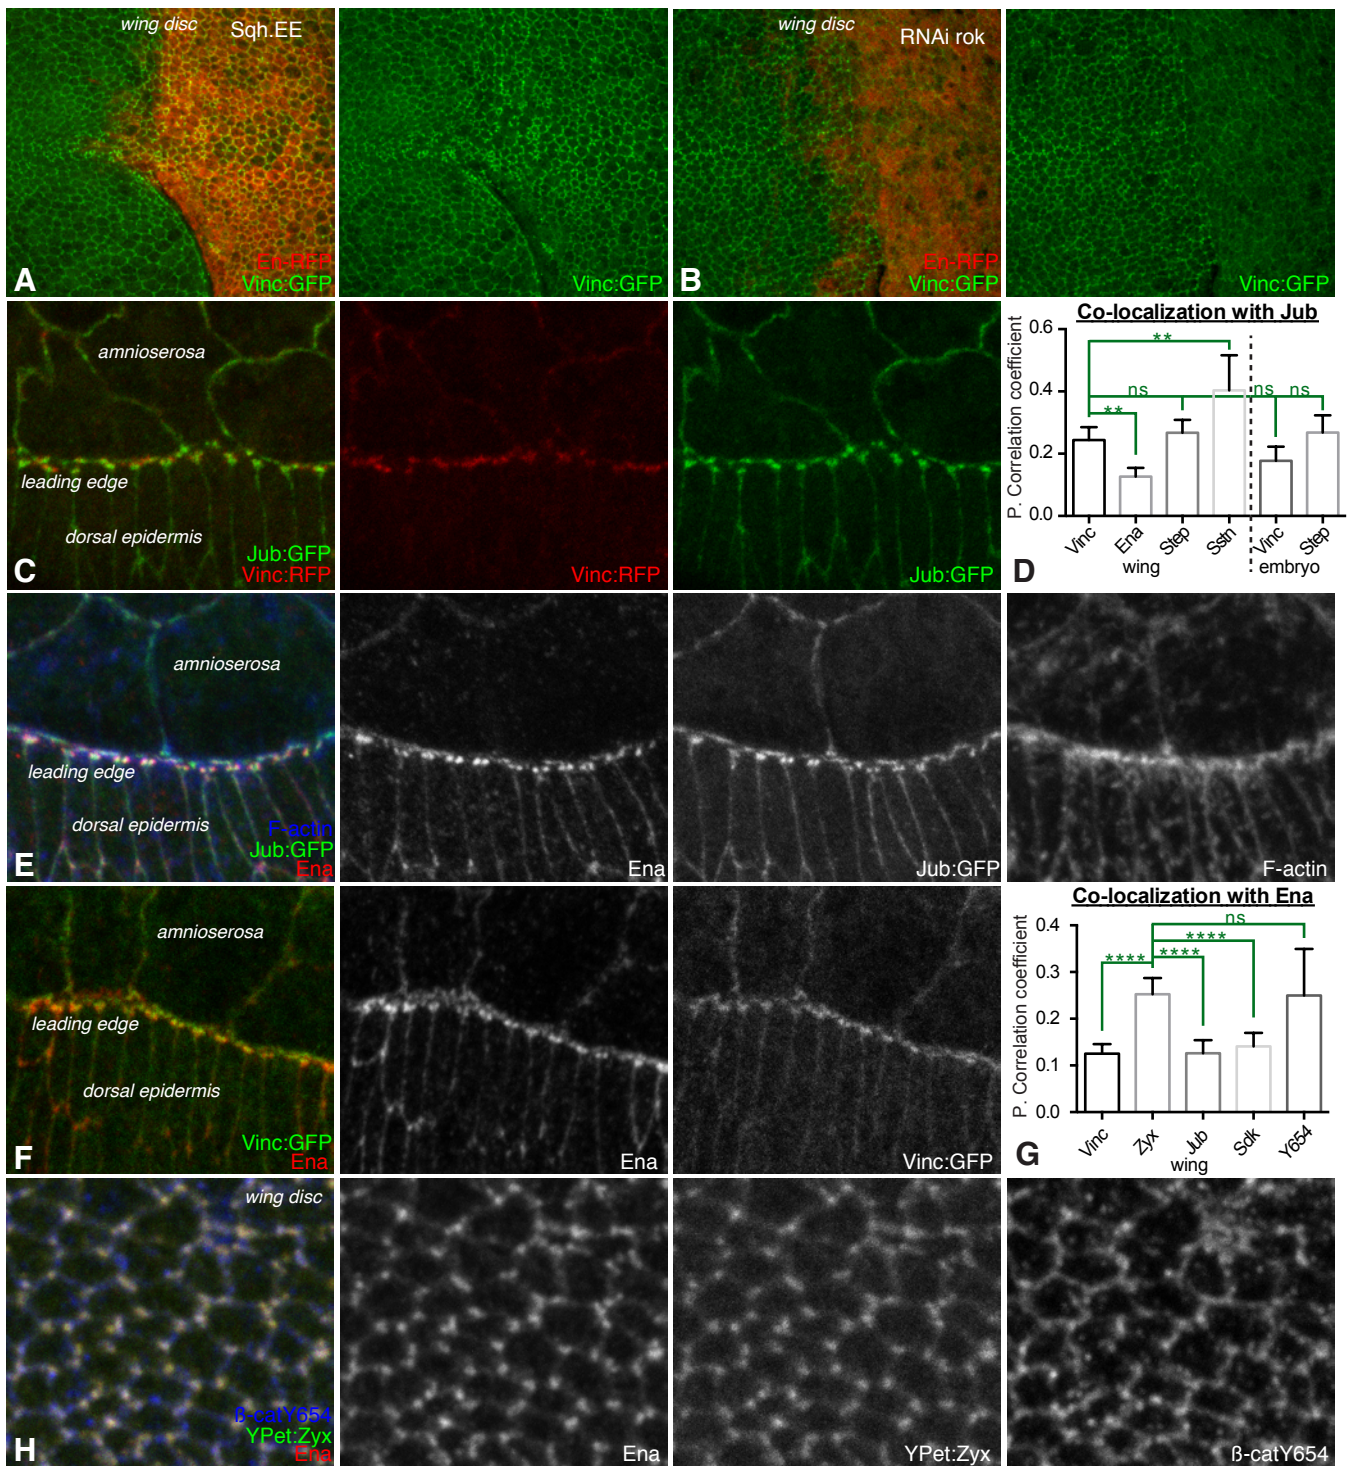 wing disc
Sqh.EE
En-RFP
Vinc:GFP
A
Vinc:GFP
wing disc
RNAi rok
En-RFP
Vinc:GFP
B
Vinc:GFP
amnioserosa
leading edge
dorsal epidermis
Jub:GFP
Vinc:RFP
C
Vinc:RFP
Jub:GFP
Co-localization with Jub
P. Correlation coefficient
0.6
0.4
0.2
0.0
**
ns
**
ns
ns
Vinc
Ena
Step
Sstn
Vinc
Step
wing
embryo
D
amnioserosa
leading edge
dorsal epidermis
F-actin
Jub:GFP
Ena
E
Ena
Jub:GFP
F-actin
amnioserosa
leading edge
dorsal epidermis
Vinc:GFP
Ena
F
Ena
Vinc:GFP
Co-localization with Ena
P. Correlation coefficient
0.4
0.3
0.2
0.1
0.0
ns
****
****
****
Vinc
Zyx
Jub
Sdk
Y654
wing
G
wing disc
ß-catY654
YPet:Zyx
Ena
H
Ena
YPet:Zyx
ß-catY654